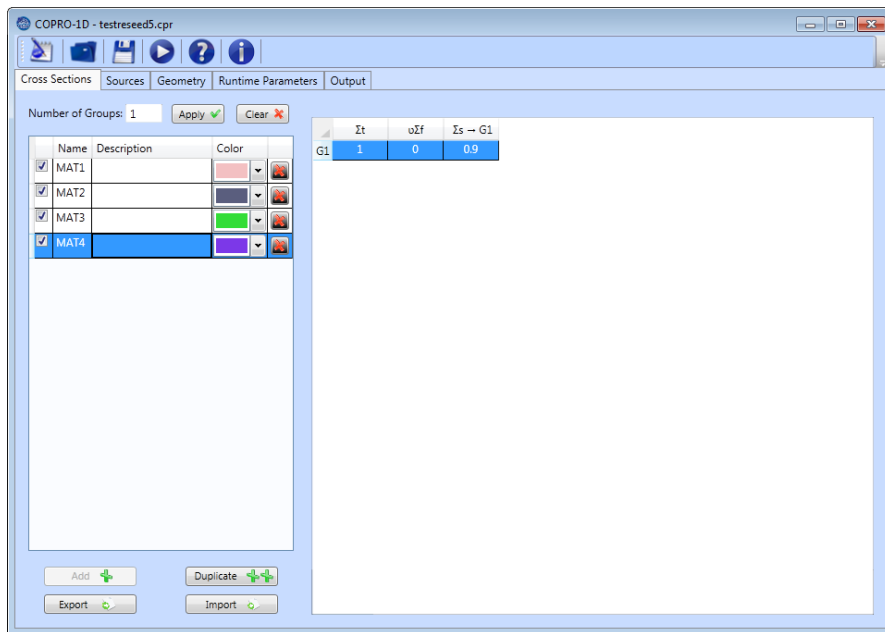 COPRO-1D - testreseed5.cpr
Cross Sections Sources Geometry Runtime Parameters Output
Number of Groups: 1 Apply Clear
Name Description Color
MAT1
MAT2
MAT3
MAT4
Σt υΣf Σs → G1
G1 1 0 0.9
Add Duplicate
Export Import